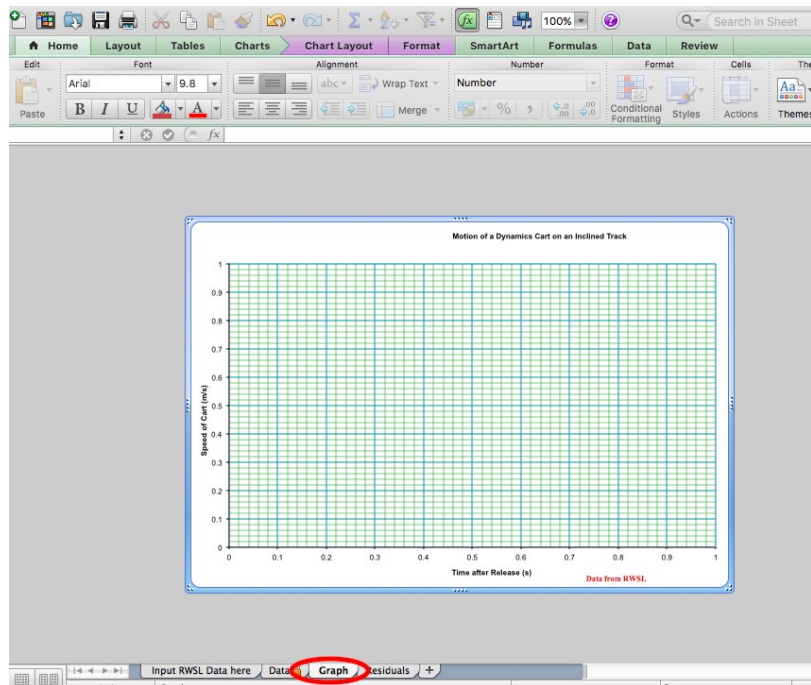 100%
Search in Sheet
Home Layout Tables Charts Chart Layout Format SmartArt Formulas Data Review
Edit Font Alignment Number Format Cells
Paste
Arial 9.8 abc Wrap Text Number
B I U A Merge % Conditional Formatting Styles Actions Themes
Aa
fx
Motion of a Dynamics Cart on an Inclined Track
1
0.9
0.8
0.7
0.6
0.5
0.4
0.3
0.2
0.1
0
Speed of Cart (m/s)
0 0.1 0.2 0.3 0.4 0.5 0.6 0.7 0.8 0.9 1
Time after Release (s)
Data from RWSL
Input RWSL Data here Data Graph Residuals +